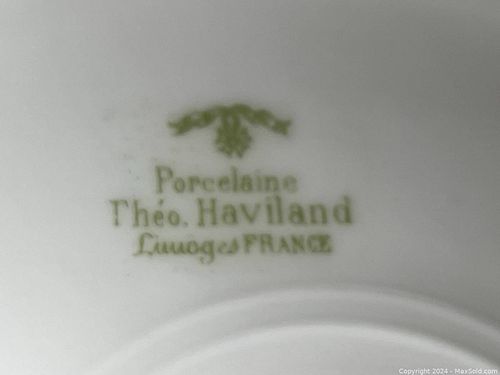 Porcelaine
Théo. Haviland
Limoges FRANCE
Copyright 2024 - MaxSold.com